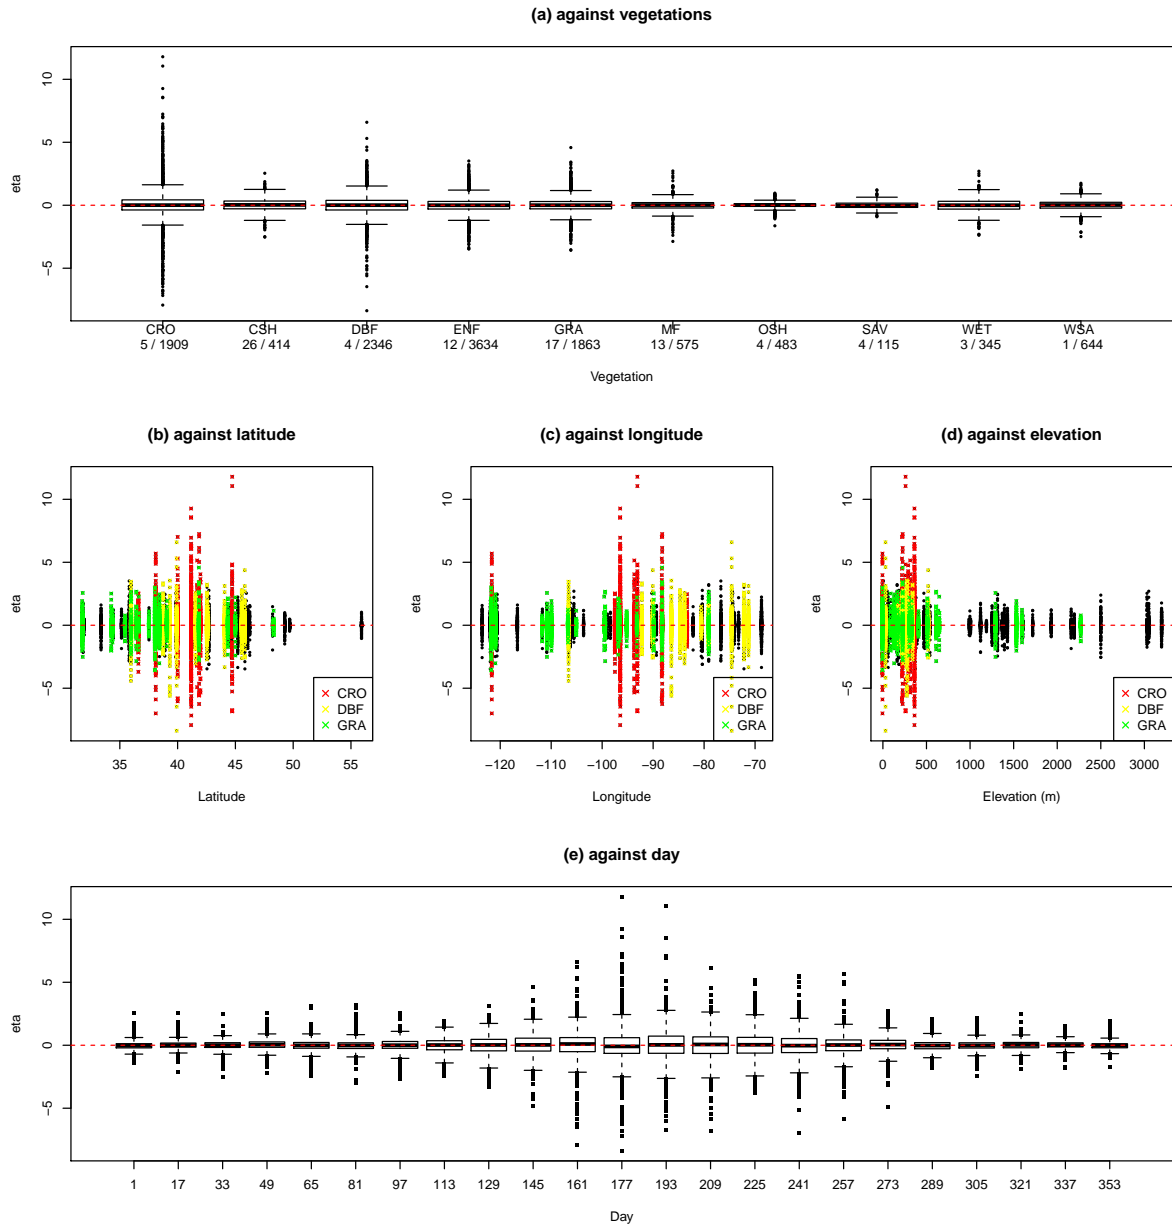 (a) against vegetations
eta
10
5
0
−5
CRO CSH DBF ENF GRA MF OSH SAV WET WSA
5 / 1909 26 / 414 4 / 2346 12 / 3634 17 / 1863 13 / 575 4 / 483 4 / 115 3 / 345 1 / 644
Vegetation
(b) against latitude
eta
10
5
0
−5
CRO
DBF
GRA
35 40 45 50 55
Latitude
(c) against longitude
eta
10
5
0
−5
CRO
DBF
GRA
−120 −110 −100 −90 −80 −70
Longitude
(d) against elevation
eta
10
5
0
−5
CRO
DBF
GRA
0 500 1000 1500 2000 2500 3000
Elevation (m)
(e) against day
eta
10
5
0
−5
1 17 33 49 65 81 97 113 129 145 161 177 193 209 225 241 257 273 289 305 321 337 353
Day